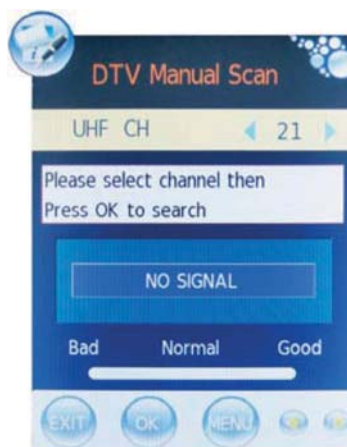 DTV Manual Scan
UHF CH 21
Please select channel then
Press OK to search
NO SIGNAL
Bad Normal Good
EXIT OK MENU